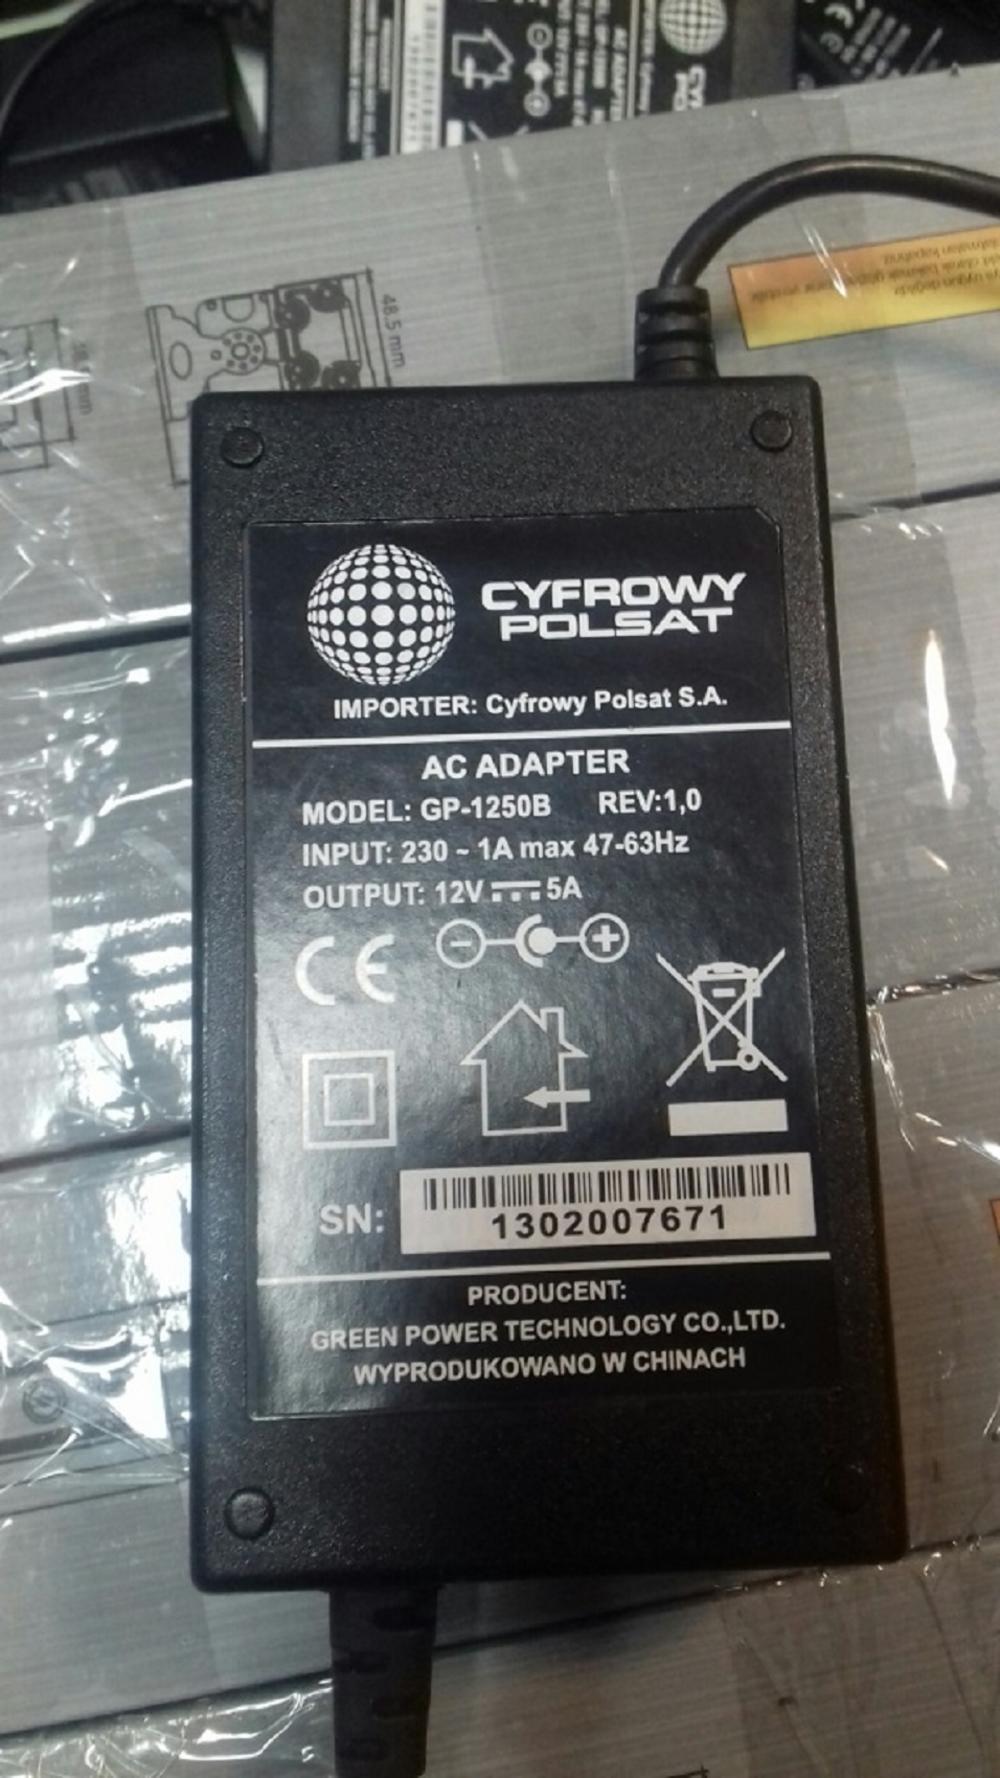 48.5 mm
CYFROWY
POLSAT
IMPORTER: Cyfrowy Polsat S.A.
AC ADAPTER
MODEL: GP-1250B REV:1,0
INPUT: 230 ~ 1A max 47-63Hz
OUTPUT: 12V 5A
CE
SN:
1302007671
PRODUCENT:
GREEN POWER TECHNOLOGY CO.,LTD.
WYPRODUKOWANO W CHINACH